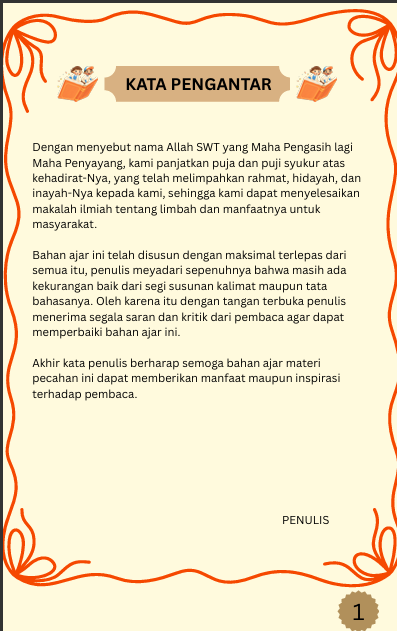 KATA PENGANTAR
Dengan menyebut nama Allah SWT yang Maha Pengasih lagi
Maha Penyayang, kami panjatkan puja dan puji syukur atas
kehadirat-Nya, yang telah melimpahkan rahmat, hidayah, dan
inayah-Nya kepada kami, sehingga kami dapat menyelesaikan
makalah ilmiah tentang limbah dan manfaatnya untuk
masyarakat.
Bahan ajar ini telah disusun dengan maksimal terlepas dari
semua itu, penulis meyadari sepenuhnya bahwa masih ada
kekurangan baik dari segi susunan kalimat maupun tata
bahasanya. Oleh karena itu dengan tangan terbuka penulis
menerima segala saran dan kritik dari pembaca agar dapat
memperbaiki bahan ajar ini.
Akhir kata penulis berharap semoga bahan ajar materi
pecahan ini dapat memberikan manfaat maupun inspirasi
terhadap pembaca.
PENULIS
1